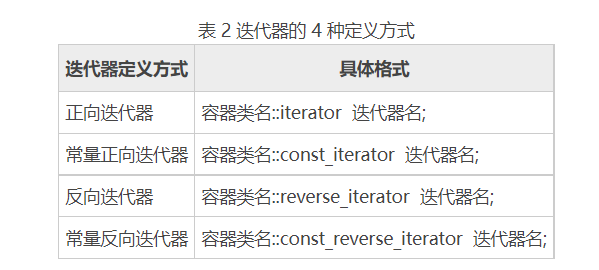 表 2 迭代器的 4 种定义方式
迭代器定义方式 具体格式
正向迭代器 容器类名::iterator 迭代器名;
常量正向迭代器 容器类名::const_iterator 迭代器名;
反向迭代器 容器类名::reverse_iterator 迭代器名;
常量反向迭代器 容器类名::const_reverse_iterator 迭代器名;